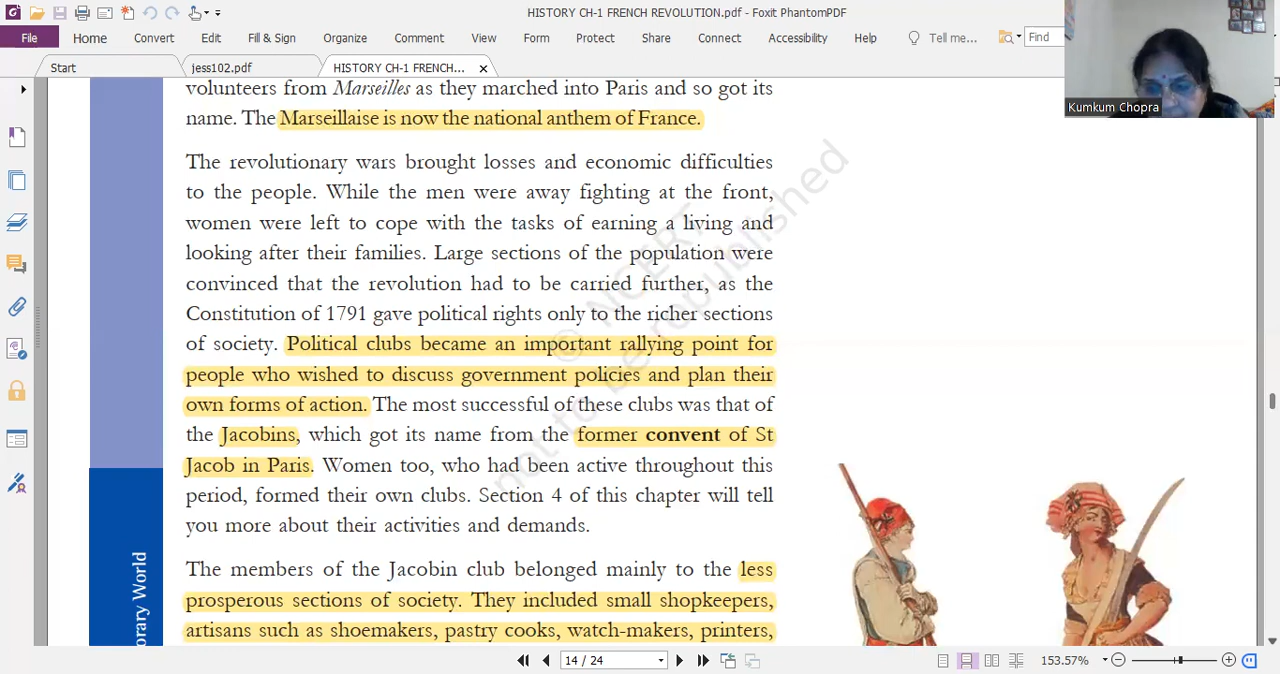 HISTORY CH-1 FRENCH REVOLUTION.pdf - Foxit PhantomPDF
File Home Convert Edit Fill & Sign Organize Comment View Form Protect Share Connect Accessibility Help Tell me... Find
Start jess102.pdf HISTORY CH-1 FRENCH...
Kumkum Chopra
volunteers from Marseilles as they marched into Paris and so got its
name. The Marseillaise is now the national anthem of France.
The revolutionary wars brought losses and economic difficulties
to the people. While the men were away fighting at the front,
women were left to cope with the tasks of earning a living and
looking after their families. Large sections of the population were
convinced that the revolution had to be carried further, as the
Constitution of 1791 gave political rights only to the richer sections
of society. Political clubs became an important rallying point for
people who wished to discuss government policies and plan their
own forms of action. The most successful of these clubs was that of
the Jacobins, which got its name from the former convent of St
Jacob in Paris. Women too, who had been active throughout this
period, formed their own clubs. Section 4 of this chapter will tell
you more about their activities and demands.
The members of the Jacobin club belonged mainly to the less
prosperous sections of society. They included small shopkeepers,
artisans such as shoemakers, pastry cooks, watch-makers, printers,
© NCERT
not to be republished
orary World
14 / 24
153.57%